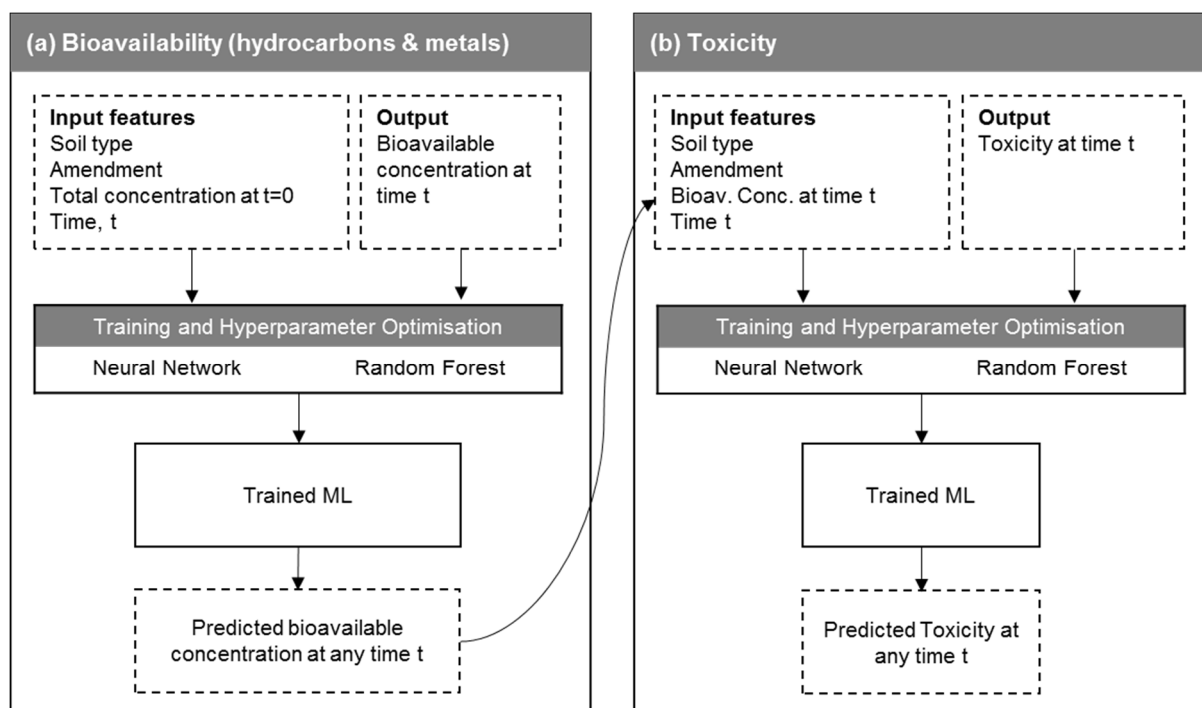 (a) Bioavailability (hydrocarbons & metals)
Input features
Soil type
Amendment
Total concentration at t=0
Time, t
Output
Bioavailable
concentration at
time t
Training and Hyperparameter Optimisation
Neural Network
Random Forest
Trained ML
Predicted bioavailable
concentration at any time t
(b) Toxicity
Input features
Soil type
Amendment
Bioav. Conc. at time t
Time t
Output
Toxicity at time t
Training and Hyperparameter Optimisation
Neural Network
Random Forest
Trained ML
Predicted Toxicity at
any time t